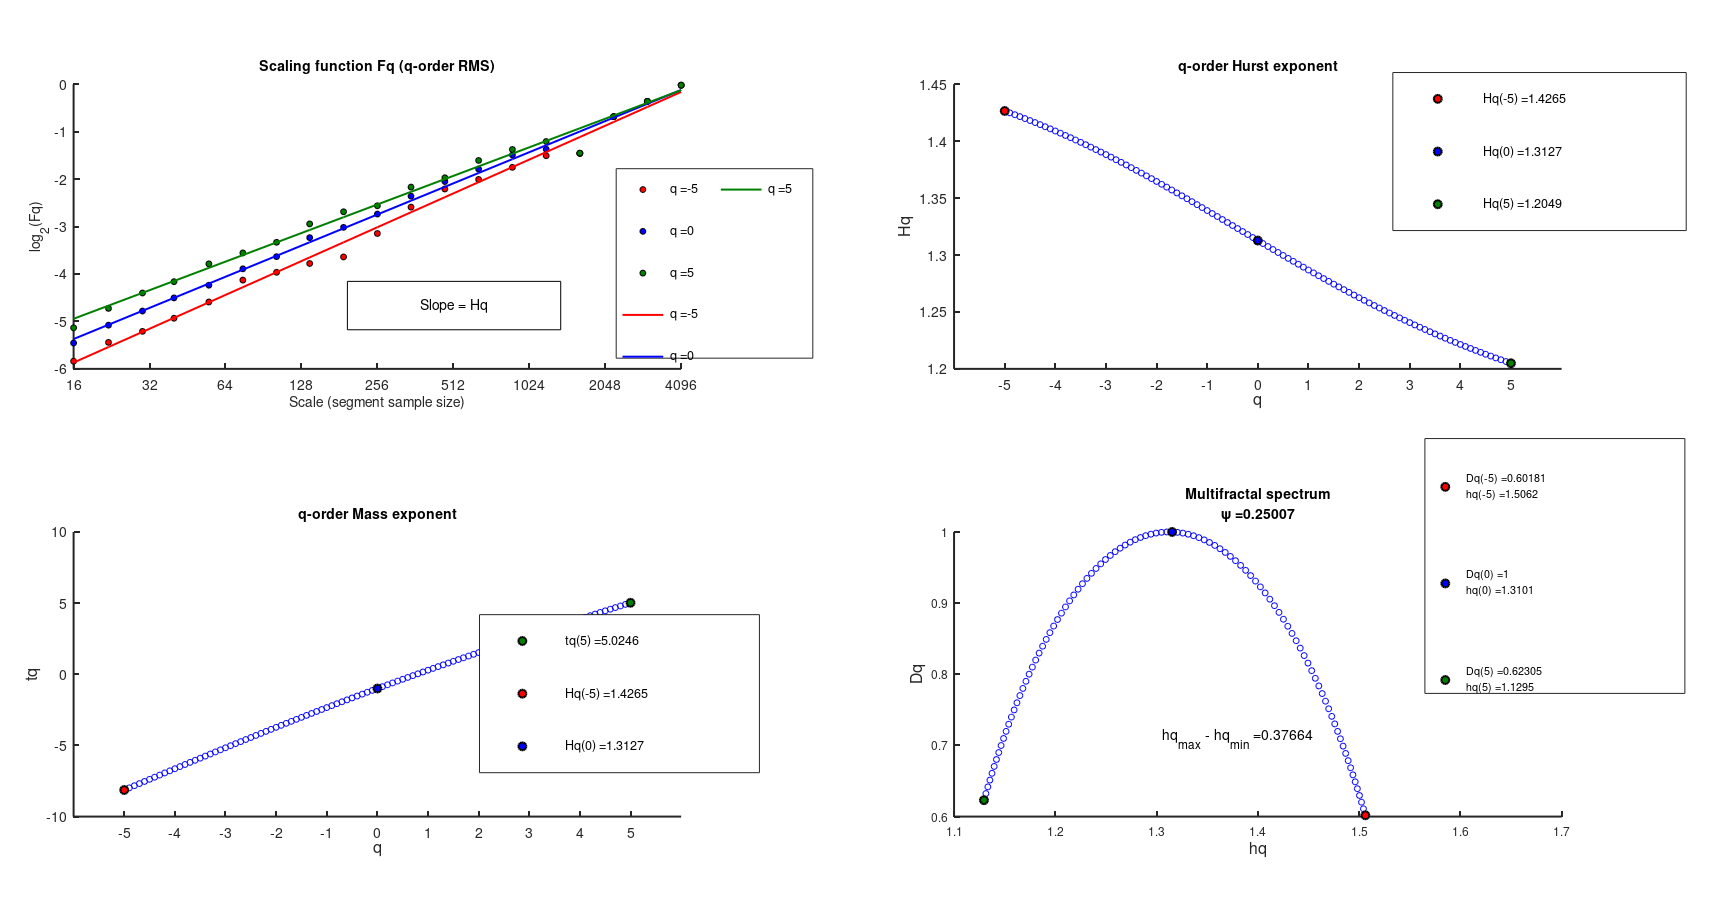 Scaling function Fq (q-order RMS)
0
-1
-2
-3
-4
-5
-6
log2(Fq)
16 32 64 128 256 512 1024 2048 4096
Scale (segment sample size)
Slope = Hq
q =-5
q =5
q =0
q =5
q =-5
q =0
q-order Hurst exponent
1.45
1.4
1.35
1.3
1.25
1.2
Hq
-5 -4 -3 -2 -1 0 1 2 3 4 5
q
Hq(-5) =1.4265
Hq(0) =1.3127
Hq(5) =1.2049
q-order Mass exponent
10
5
0
-5
-10
tq
-5 -4 -3 -2 -1 0 1 2 3 4 5
q
tq(5) =5.0246
Hq(-5) =1.4265
Hq(0) =1.3127
Multifractal spectrum
ψ =0.25007
1
0.9
0.8
0.7
0.6
Dq
1.1 1.2 1.3 1.4 1.5 1.6 1.7
hq
hqmax - hqmin =0.37664
Dq(-5) =0.60181
hq(-5) =1.5062
Dq(0) =1
hq(0) =1.3101
Dq(5) =0.62305
hq(5) =1.1295